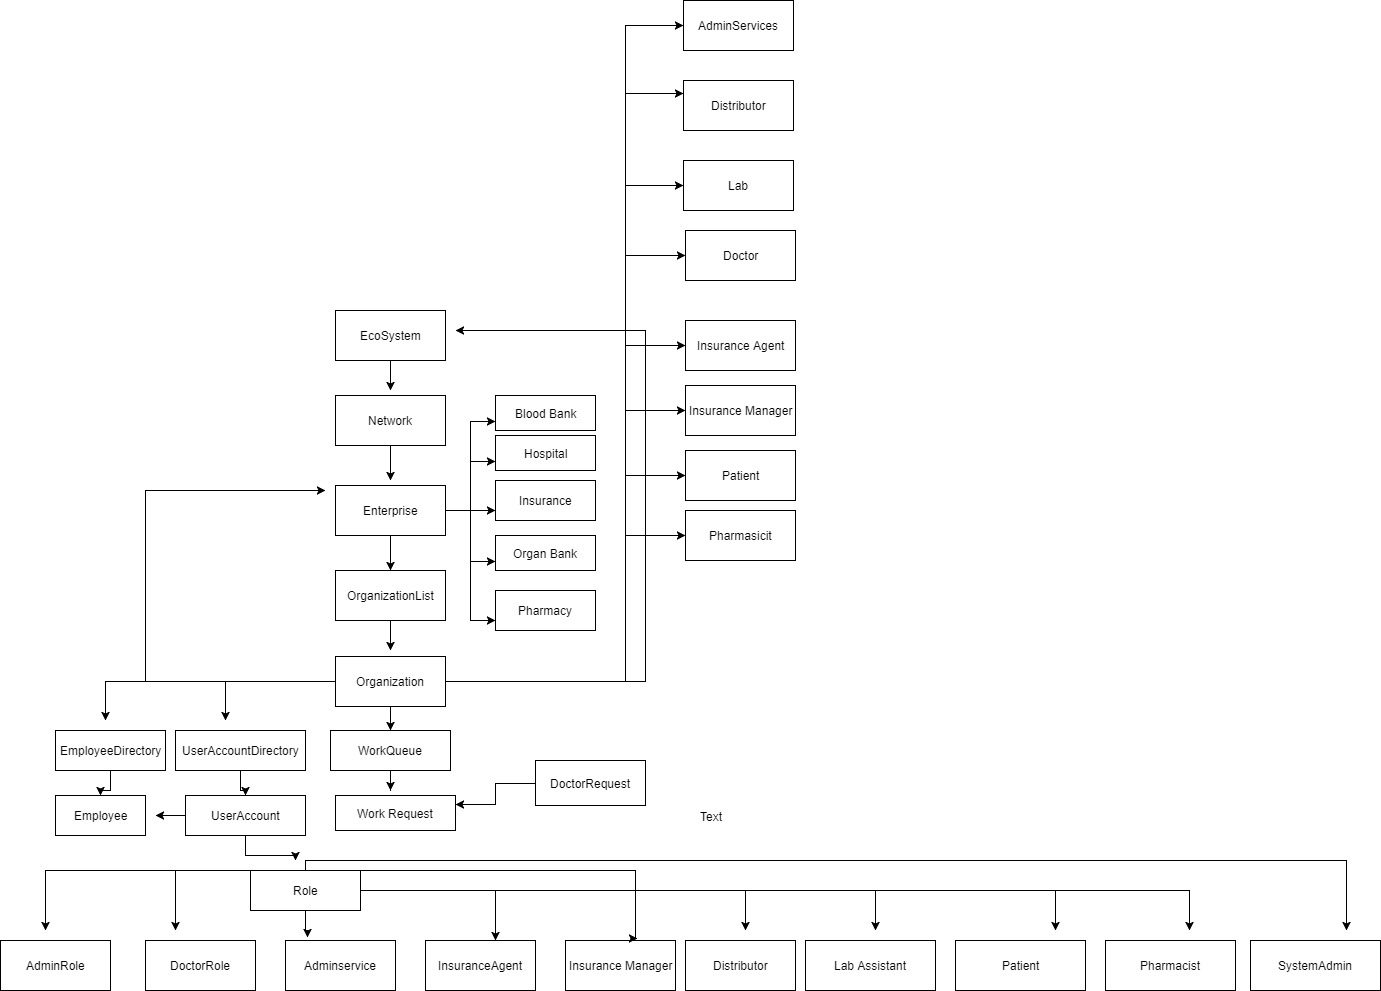 AdminServices
Distributor
Lab
Doctor
EcoSystem
Insurance Agent
Network
Blood Bank
Insurance Manager
Hospital
Patient
Enterprise
Insurance
Pharmasicit
Organ Bank
OrganizationList
Pharmacy
Organization
EmployeeDirectory
UserAccountDirectory
WorkQueue
DoctorRequest
Employee
UserAccount
Work Request
Text
Role
AdminRole
DoctorRole
Adminservice
InsuranceAgent
Insurance Manager
Distributor
Lab Assistant
Patient
Pharmacist
SystemAdmin